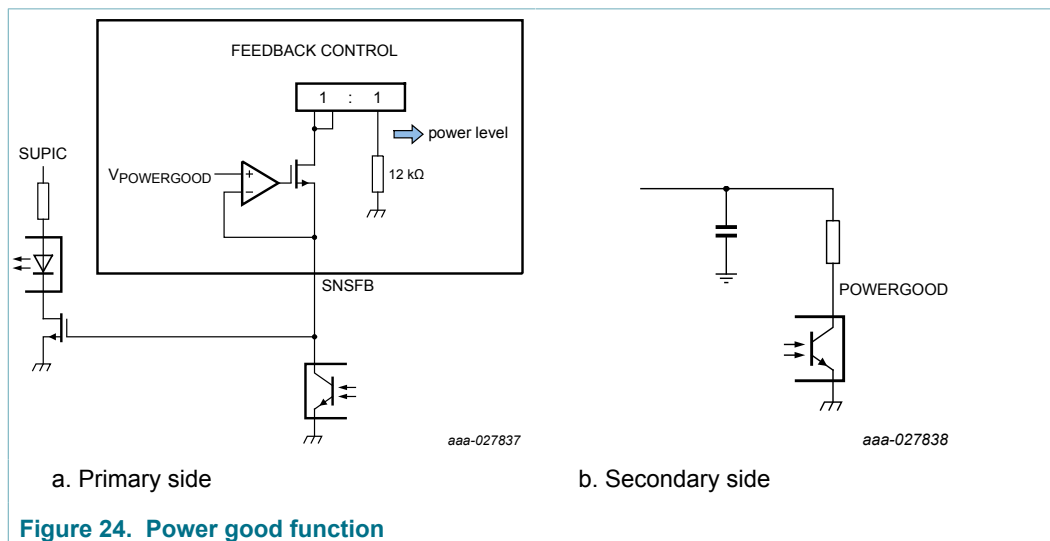 FEEDBACK CONTROL
1 : 1
power level
SUPIC
VPOWERGOOD
+
−
12 kΩ
SNSFB
POWERGOOD
aaa-027837
aaa-027838
a. Primary side
b. Secondary side
Figure 24. Power good function